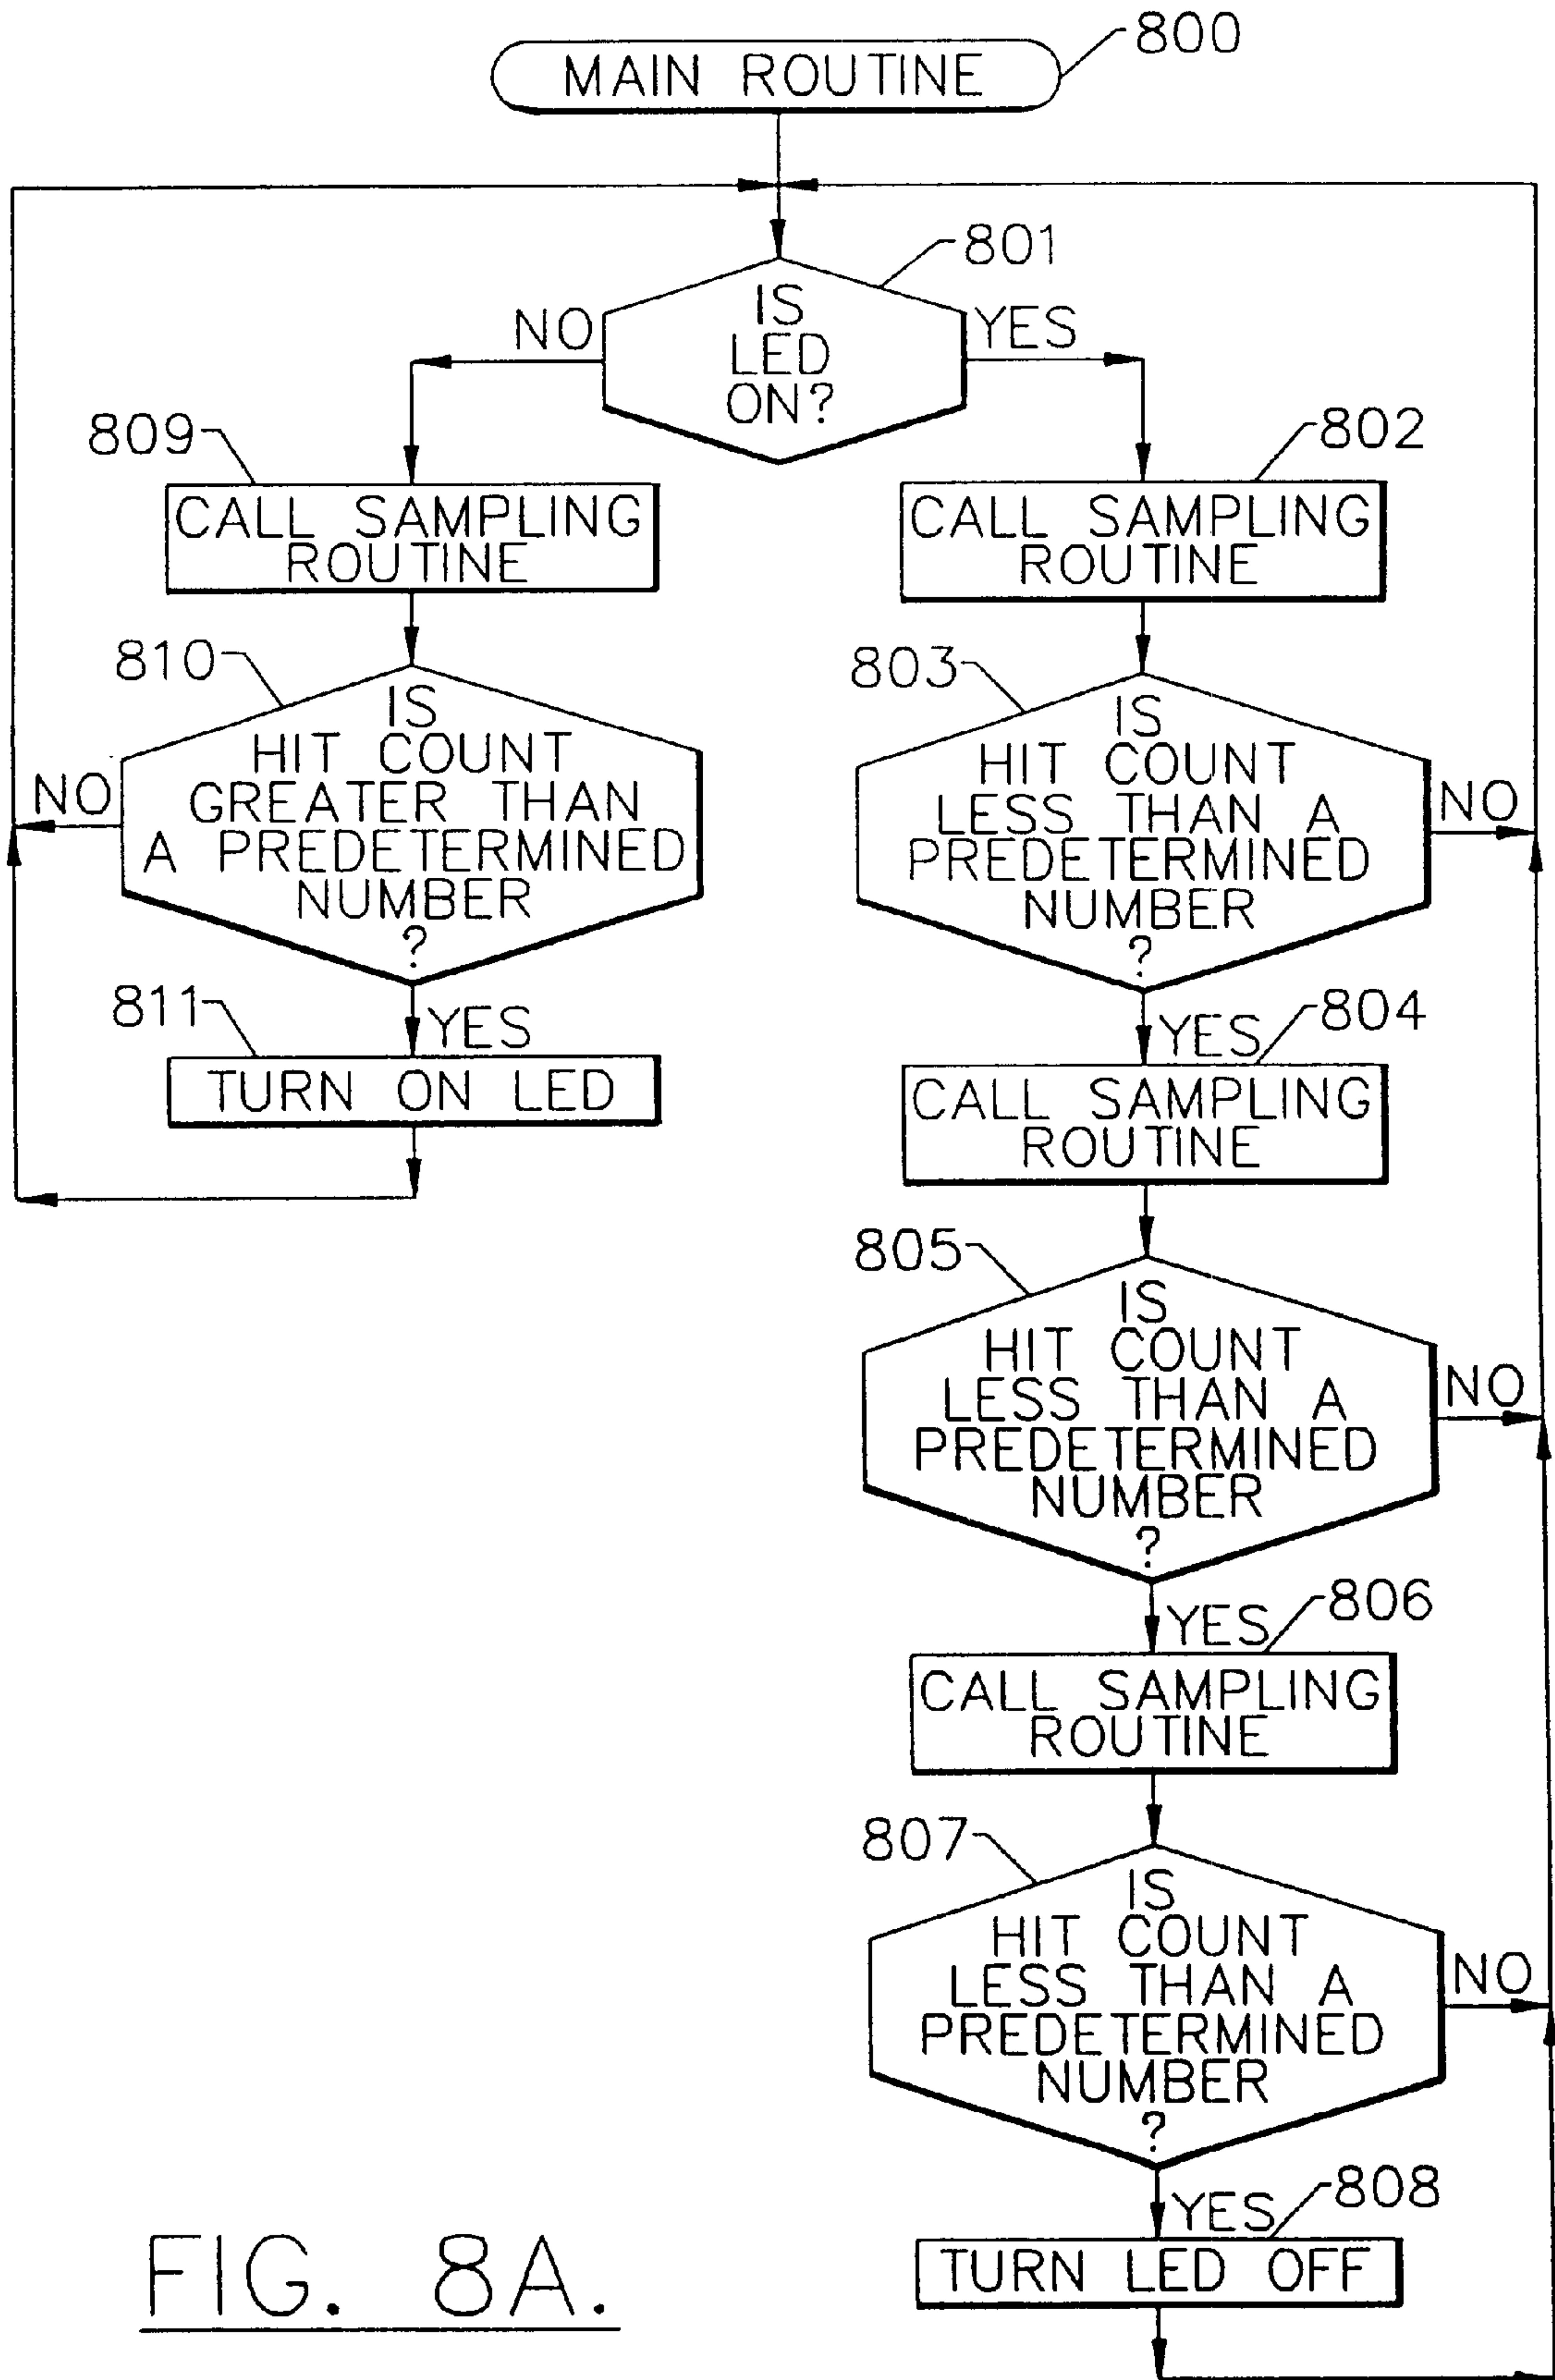 MAIN ROUTINE
800
801
IS
LED
ON?
NO
YES
809
CALL SAMPLING
ROUTINE
802
CALL SAMPLING
ROUTINE
810
IS
HIT COUNT
GREATER THAN
A PREDETERMINED
NUMBER
?
NO
YES
811
TURN ON LED
803
IS
HIT COUNT
LESS THAN A
PREDETERMINED
NUMBER
?
NO
YES
804
CALL SAMPLING
ROUTINE
805
IS
HIT COUNT
LESS THAN A
PREDETERMINED
NUMBER
?
NO
YES
806
CALL SAMPLING
ROUTINE
807
IS
HIT COUNT
LESS THAN A
PREDETERMINED
NUMBER
?
NO
YES
808
TURN LED OFF
FIG. 8A.